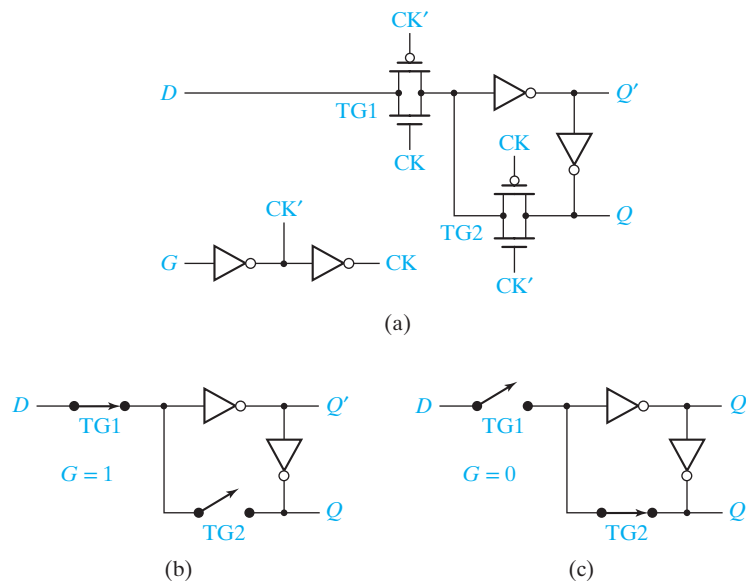 CK′
D
Q′
TG1
CK
CK
CK′
Q
TG2
G
CK
CK′
(a)
D
Q′
D
Q
TG1
TG1
G = 1
G = 0
Q
Q
TG2
TG2
(b)
(c)